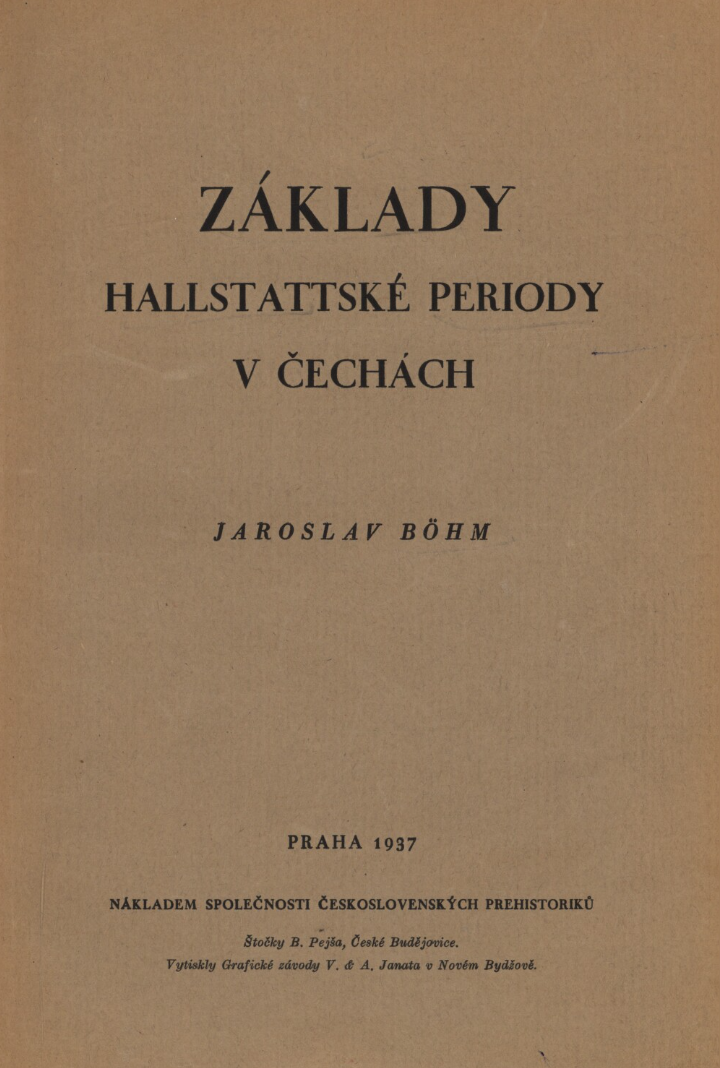 ZÁKLADY
HALLSTATTSKÉ PERIODY
V ČECHÁCH
JAROSLAV BÖHM
PRAHA 1937
NÁKLADEM SPOLEČNOSTI ČESKOSLOVENSKÝCH PREHISTORIKŮ
Štočky B. Pejša, České Budějovice.
Vytiskly Grafické závody V. & A. Janata v Novém Bydžově.